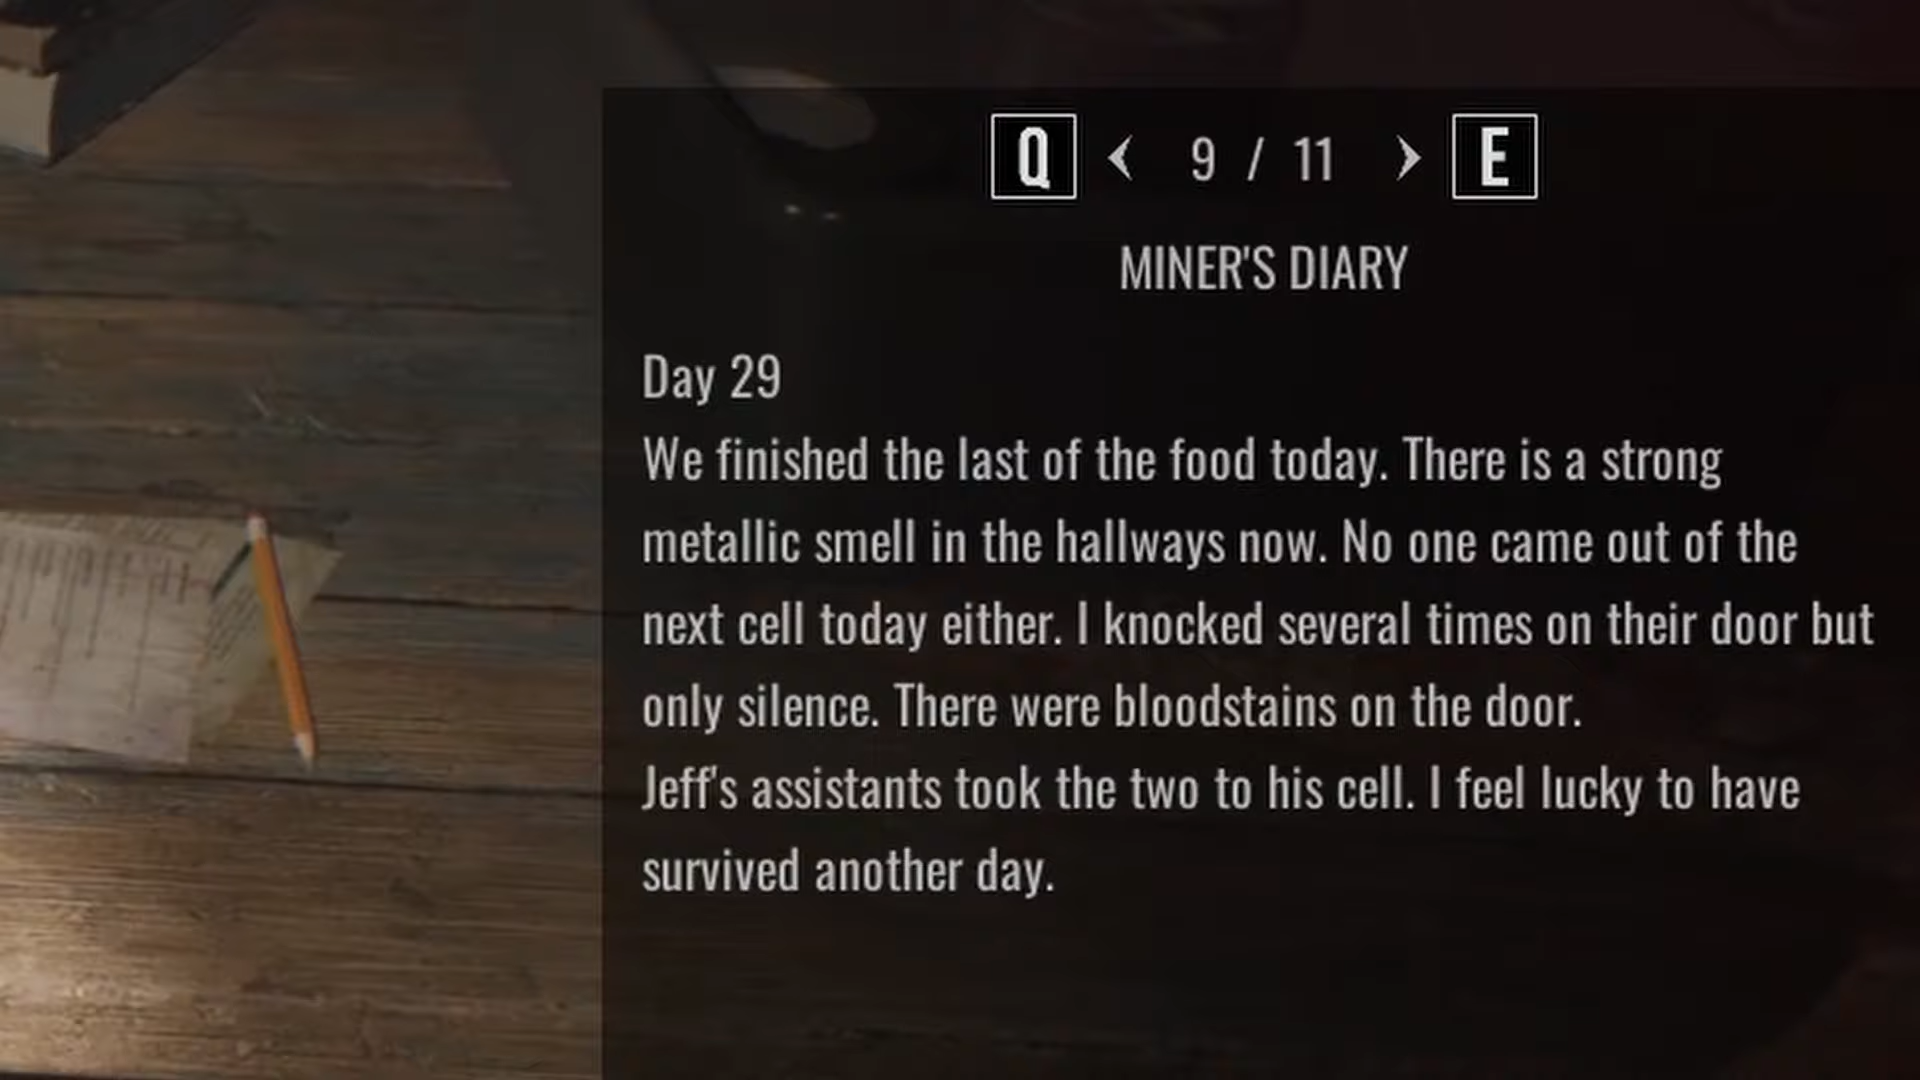 Q 9 / 11 E
MINER'S DIARY
Day 29
We finished the last of the food today. There is a strong
metallic smell in the hallways now. No one came out of the
next cell today either. I knocked several times on their door but
only silence. There were bloodstains on the door.
Jeff's assistants took the two to his cell. I feel lucky to have
survived another day.